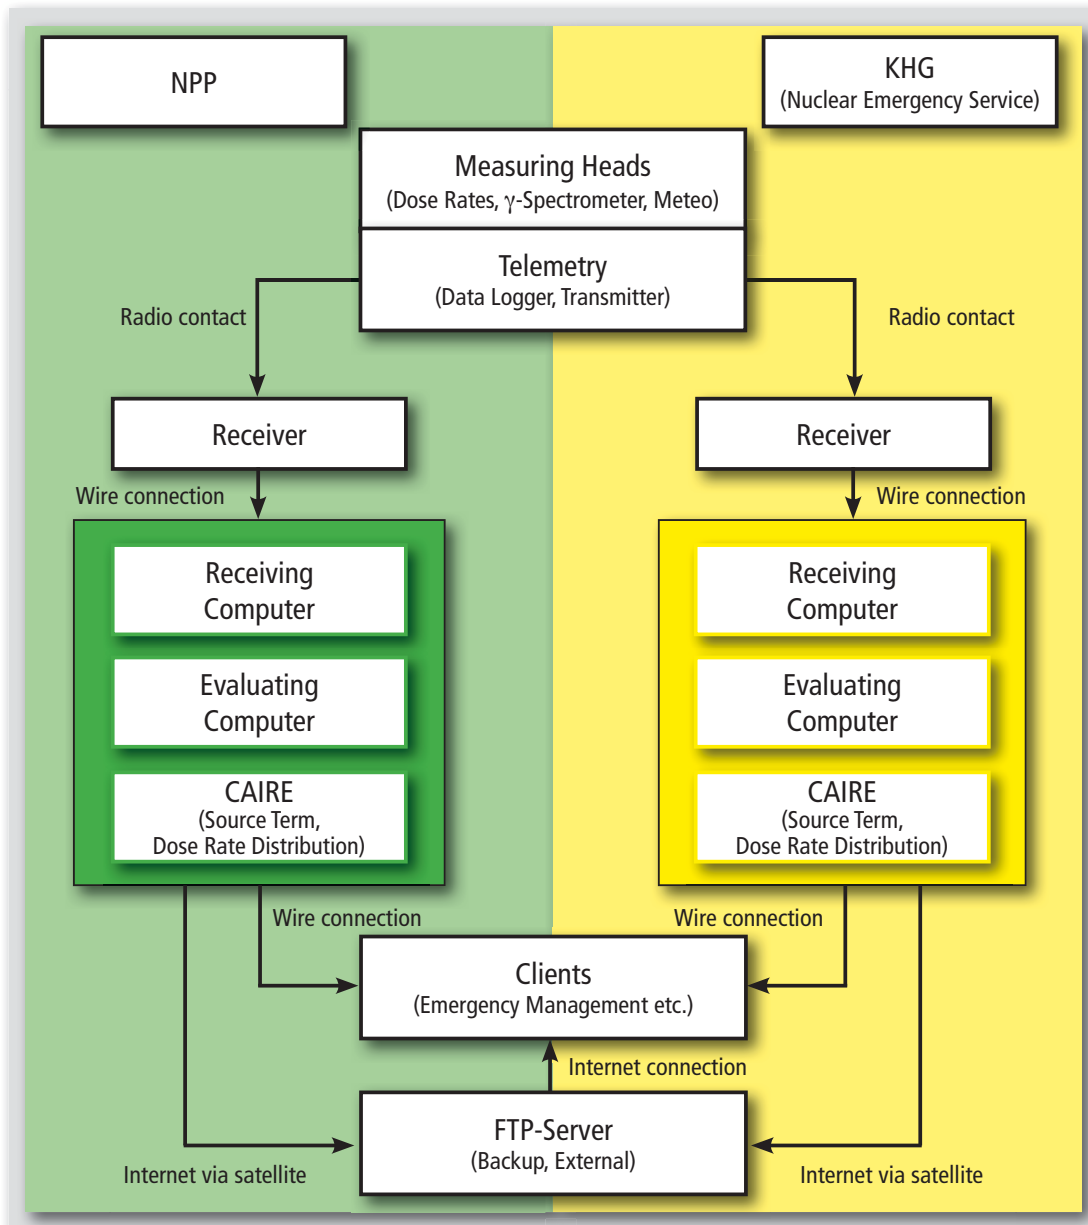 NPP
KHG
(Nuclear Emergency Service)
Measuring Heads
(Dose Rates, γ-Spectrometer, Meteo)
Telemetry
(Data Logger, Transmitter)
Radio contact
Radio contact
Receiver
Receiver
Wire connection
Wire connection
Receiving
Computer
Receiving
Computer
Evaluating
Computer
Evaluating
Computer
CAIRE
(Source Term,
Dose Rate Distribution)
CAIRE
(Source Term,
Dose Rate Distribution)
Wire connection
Wire connection
Clients
(Emergency Management etc.)
Internet connection
FTP-Server
(Backup, External)
Internet via satellite
Internet via satellite